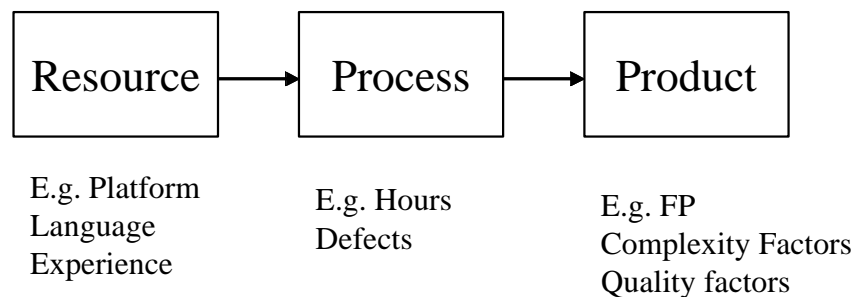 Resource
Process
Product
E.g. Platform
Language
Experience
E.g. Hours
Defects
E.g. FP
Complexity Factors
Quality factors